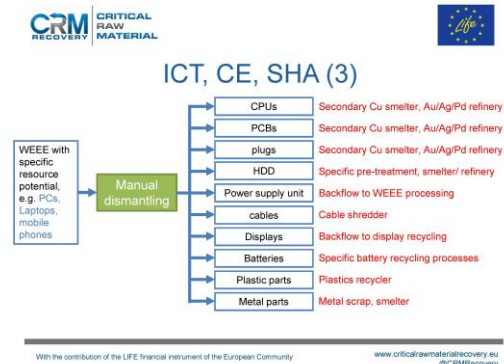 CRM
RECOVERY
CRITICAL
RAW
MATERIAL
Life
ICT, CE, SHA (3)
WEEE with
specific
resource
potential,
e.g. PCs,
Laptops,
mobile
phones
Manual
dismantling
CPUs Secondary Cu smelter, Au/Ag/Pd refinery
PCBs Secondary Cu smelter, Au/Ag/Pd refinery
plugs Secondary Cu smelter, Au/Ag/Pd refinery
HDD Specific pre-treatment, smelter/ refinery
Power supply unit Backflow to WEEE processing
cables Cable shredder
Displays Backflow to display recycling
Batteries Specific battery recycling processes
Plastic parts Plastics recycler
Metal parts Metal scrap, smelter
With the contribution of the LIFE financial instrument of the European Community
www.criticalrawmaterialrecovery.eu
@CRMRecovery